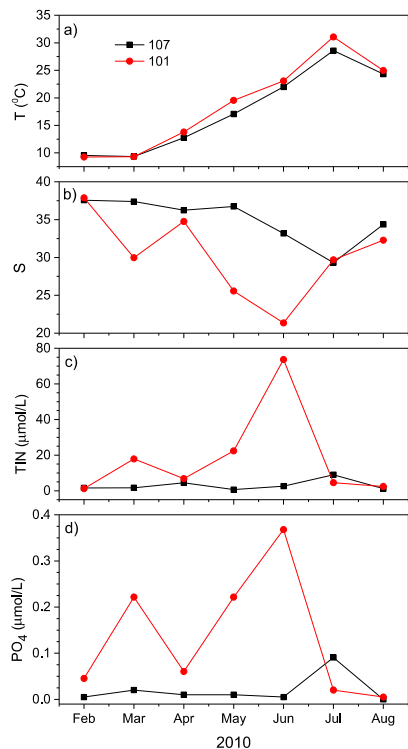 a)
107
101
T (⁰C)
35
30
25
20
15
10
b)
S
40
35
30
25
20
c)
TIN (μmol/L)
80
60
40
20
0
d)
PO₄ (μmol/L)
0.4
0.3
0.2
0.1
0.0
Feb Mar Apr May Jun Jul Aug
2010